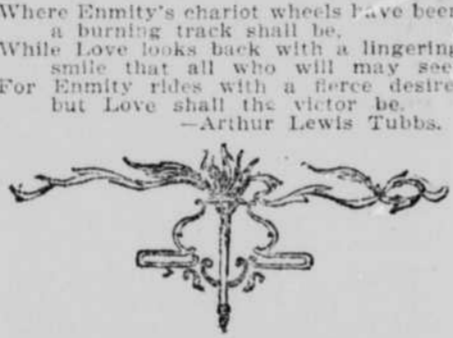 Where Enmity's chariot wheels have been
a burning track shall be,
While Love looks back with a lingering
smile that all who will may see
For Enmity rides with a fierce desire
but Love shall the victor be.
—Arthur Lewis Tubbs.